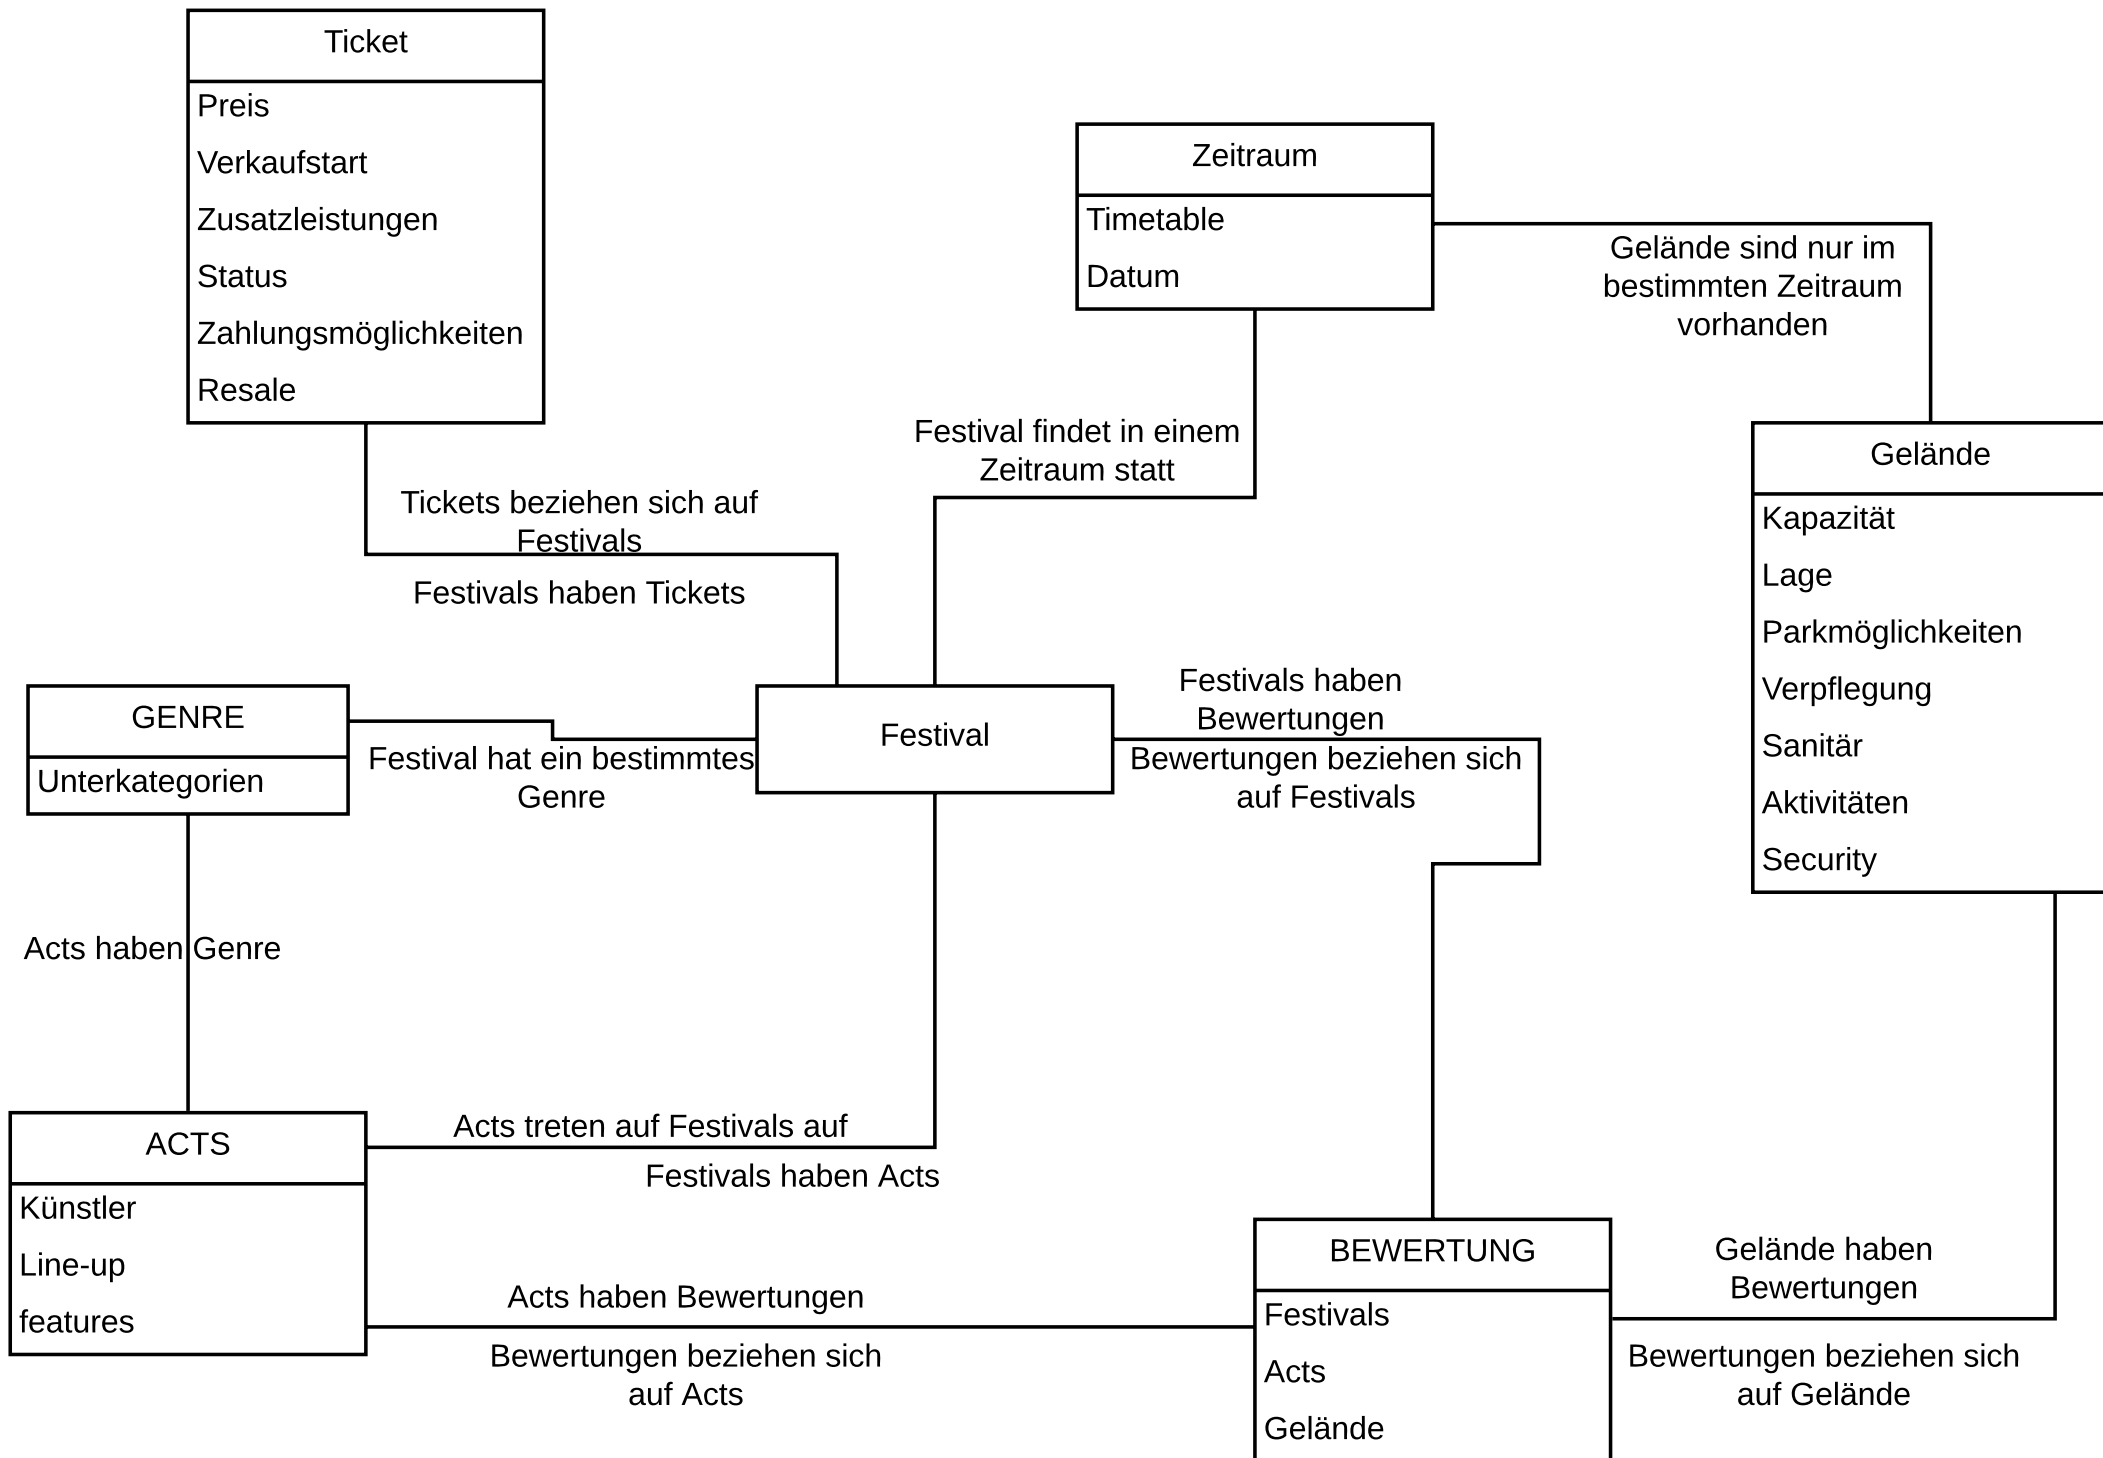 Ticket
Preis
Verkaufstart
Zusatzleistungen
Status
Zahlungsmöglichkeiten
Resale
Zeitraum
Timetable
Datum
Gelände sind nur im
bestimmten Zeitraum
vorhanden
Festival findet in einem
Zeitraum statt
Tickets beziehen sich auf
Festivals
Festivals haben Tickets
Gelände
Kapazität
Lage
Parkmöglichkeiten
Verpflegung
Sanitär
Aktivitäten
Security
GENRE
Unterkategorien
Festival hat ein bestimmtes
Genre
Festival
Festivals haben
Bewertungen
Bewertungen beziehen sich
auf Festivals
Acts haben Genre
ACTS
Künstler
Line-up
features
Acts treten auf Festivals auf
Festivals haben Acts
Acts haben Bewertungen
Bewertungen beziehen sich
auf Acts
BEWERTUNG
Festivals
Acts
Gelände
Gelände haben
Bewertungen
Bewertungen beziehen sich
auf Gelände